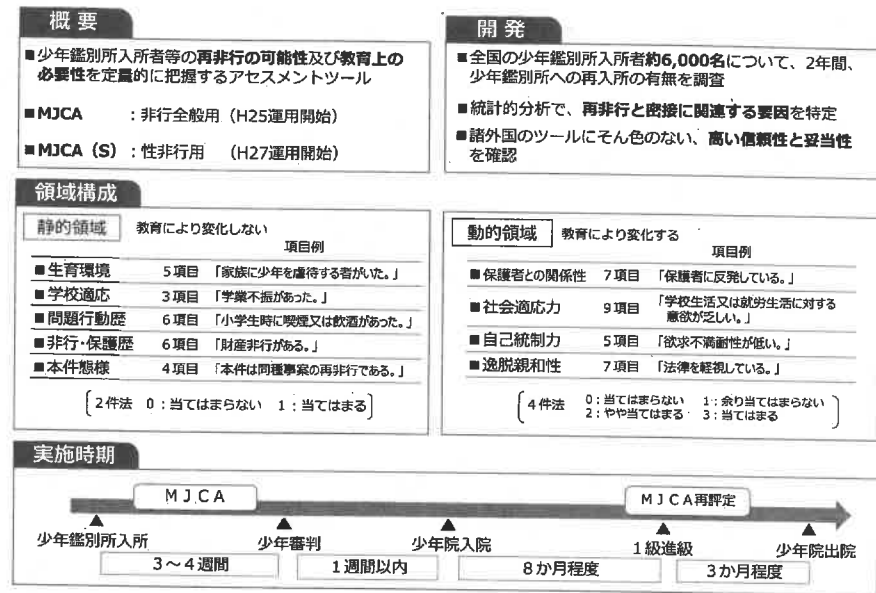 概要
■少年鑑別所入所者等の再非行の可能性及び教育上の
必要性を定量的に把握するアセスメントツール
■MJCA ：非行全般用（H25運用開始）
■MJCA（S）：性非行用 （H27運用開始）
開発
■全国の少年鑑別所入所者約6,000名について、2年間、
少年鑑別所への再入所の有無を調査
■統計的分析で、再非行と密接に関連する要因を特定
■諸外国のツールにそん色のない、高い信頼性と妥当性
を確認
領域構成
静的領域 教育により変化しない
項目例
■生育環境 5項目 「家族に少年を虐待する者がいた。」
■学校適応 3項目 「学業不振があった。」
■問題行動歴 6項目 「小学生時に喫煙又は飲酒があった。」
■非行・保護歴 6項目 「財産非行がある。」
■本件態様 4項目 「本件は同種事案の再非行である。」
2件法 0：当てはまらない 1：当てはまる
動的領域 教育により変化する
項目例
■保護者との関係性 7項目 「保護者に反発している。」
■社会適応力 9項目 「学校生活又は就労生活に対する
意欲が乏しい。」
■自己統制力 5項目 「欲求不満耐性が低い。」
■逸脱親和性 7項目 「法律を軽視している。」
4件法 0：当てはまらない 1：余り当てはまらない
2：やや当てはまる 3：当てはまる
実施時期
MJCA MJCA再評定
少年鑑別所入所 少年審判 少年院入院 1級進級 少年院出院
3～4週間 1週間以内 8か月程度 3か月程度